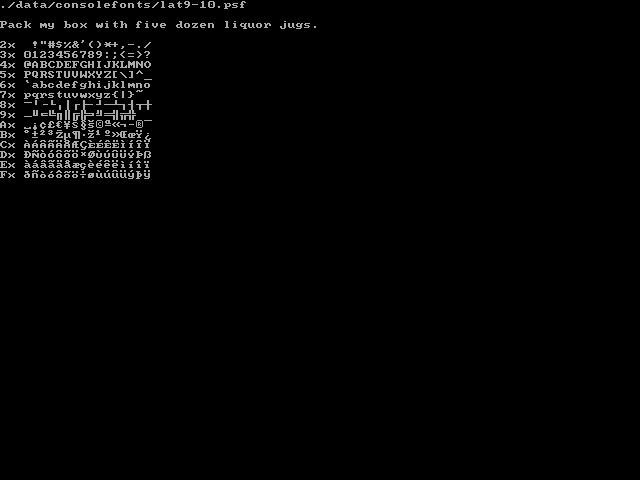 ./data/consolefonts/lat9-10.psf
Pack my box with five dozen liquor jugs.
2x  !"#$%&'()*+,-./
3x 0123456789:;<=>?
4x @ABCDEFGHIJKLMNO
5x PQRSTUVWXYZ[\]^_
6x `abcdefghijklmno
7x pqrstuvwxyz{|}~
8x
9x
Ax ¡¢£€¥Š§š©ª«¬-®¯
Bx °±²³Žµ¶·ž¹º»ŒœŸ¿
Cx ÀÁÂÃÄÅÆÇÈÉÊËÌÍÎÏ
Dx ÐÑÒÓÔÕÖ×ØÙÚÛÜÝÞß
Ex àáâãäåæçèéêëìíîï
Fx ðñòóôõö÷øùúûüýþÿ